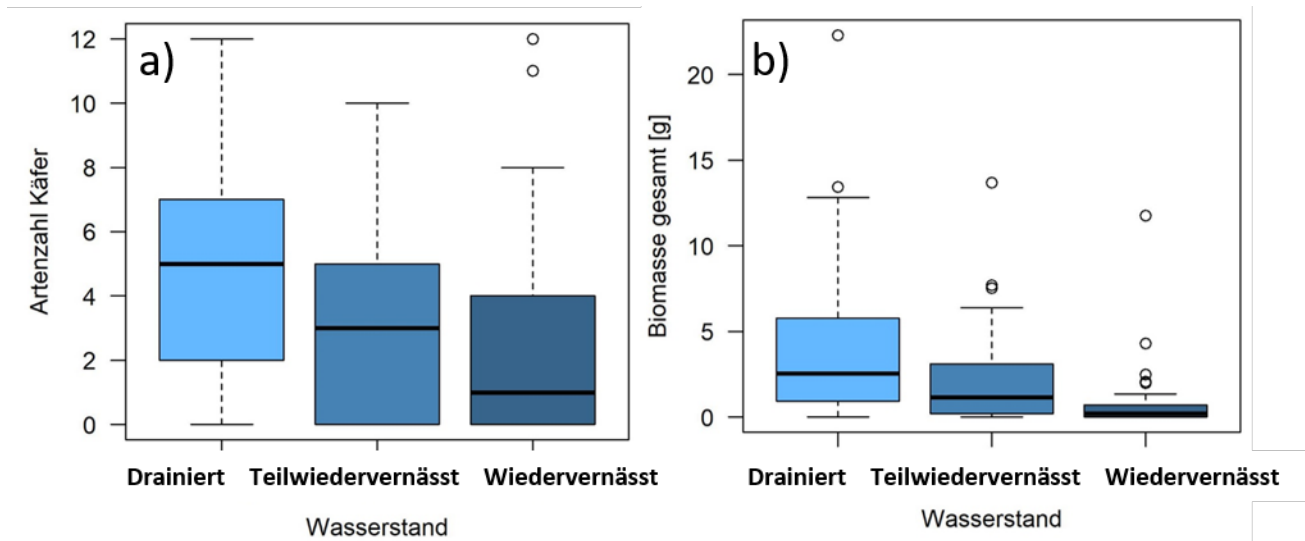 a)
Artenzahl Käfer
12
10
8
6
4
2
0
Drainiert Teilwiedervernässt Wiedervernässt
Wasserstand
b)
Biomasse gesamt [g]
20
15
10
5
0
Drainiert Teilwiedervernässt Wiedervernässt
Wasserstand